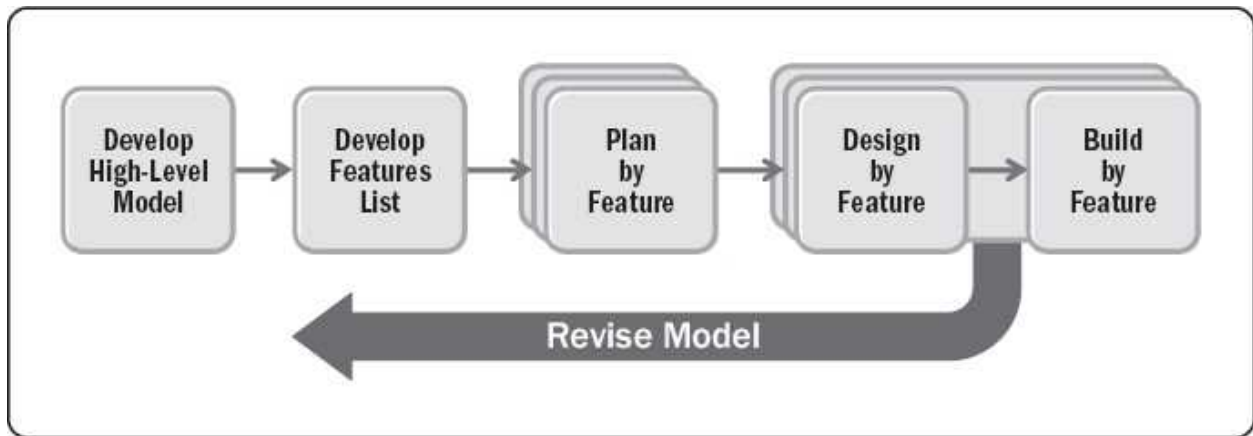 Develop
High-Level
Model
Develop
Features
List
Plan
by
Feature
Design
by
Feature
Build
by
Feature
Revise Model